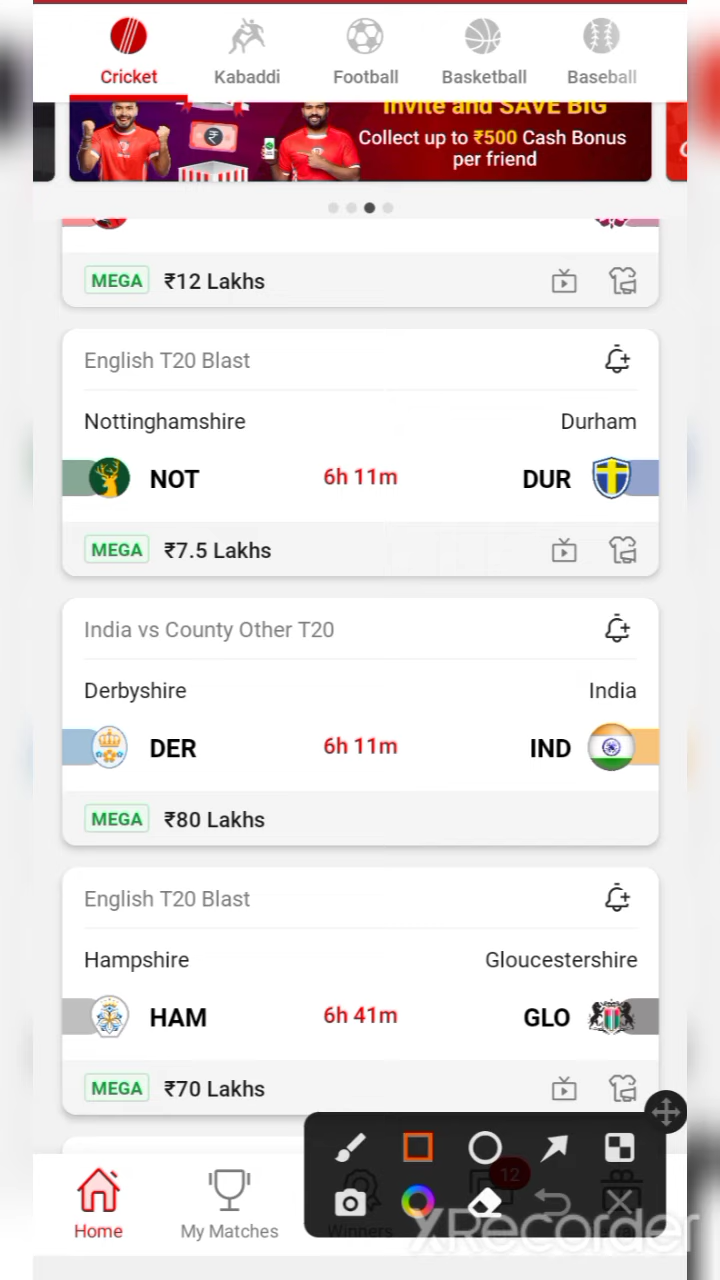 Cricket
Kabaddi
Football
Basketball
Baseball
Invite and SAVE BIG
Collect up to ₹500 Cash Bonus
per friend
MEGA ₹12 Lakhs
English T20 Blast
Nottinghamshire Durham
NOT 6h 11m DUR
MEGA ₹7.5 Lakhs
India vs County Other T20
Derbyshire India
DER 6h 11m IND
MEGA ₹80 Lakhs
English T20 Blast
Hampshire Gloucestershire
HAM 6h 41m GLO
MEGA ₹70 Lakhs
12
Home
My Matches
Winners
XRecorder